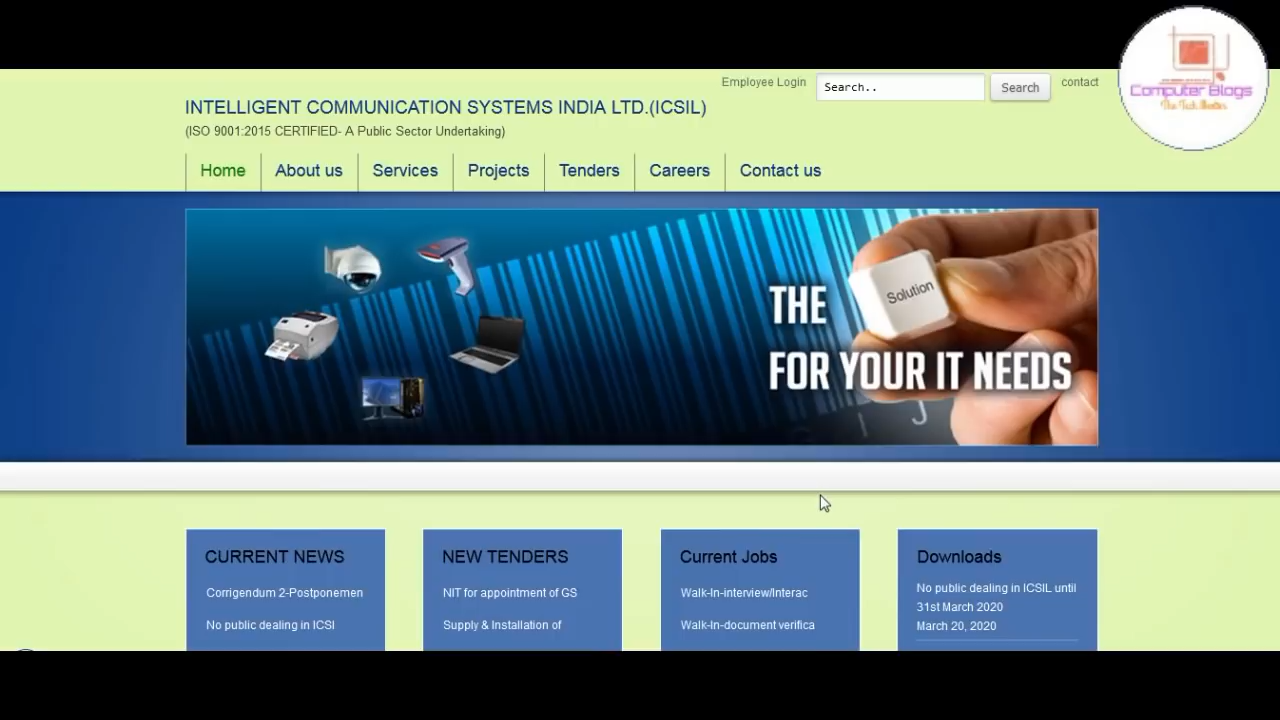 Employee Login
Search..
Search
contact
Computer Blogs
The Tech Master
INTELLIGENT COMMUNICATION SYSTEMS INDIA LTD.(ICSIL)
(ISO 9001:2015 CERTIFIED- A Public Sector Undertaking)
Home
About us
Services
Projects
Tenders
Careers
Contact us
THE
Solution
FOR YOUR IT NEEDS
CURRENT NEWS
Corrigendum 2-Postponemen
No public dealing in ICSI
NEW TENDERS
NIT for appointment of GS
Supply & Installation of
Current Jobs
Walk-In-interview/Interac
Walk-In-document verifica
Downloads
No public dealing in ICSIL until
31st March 2020
March 20, 2020